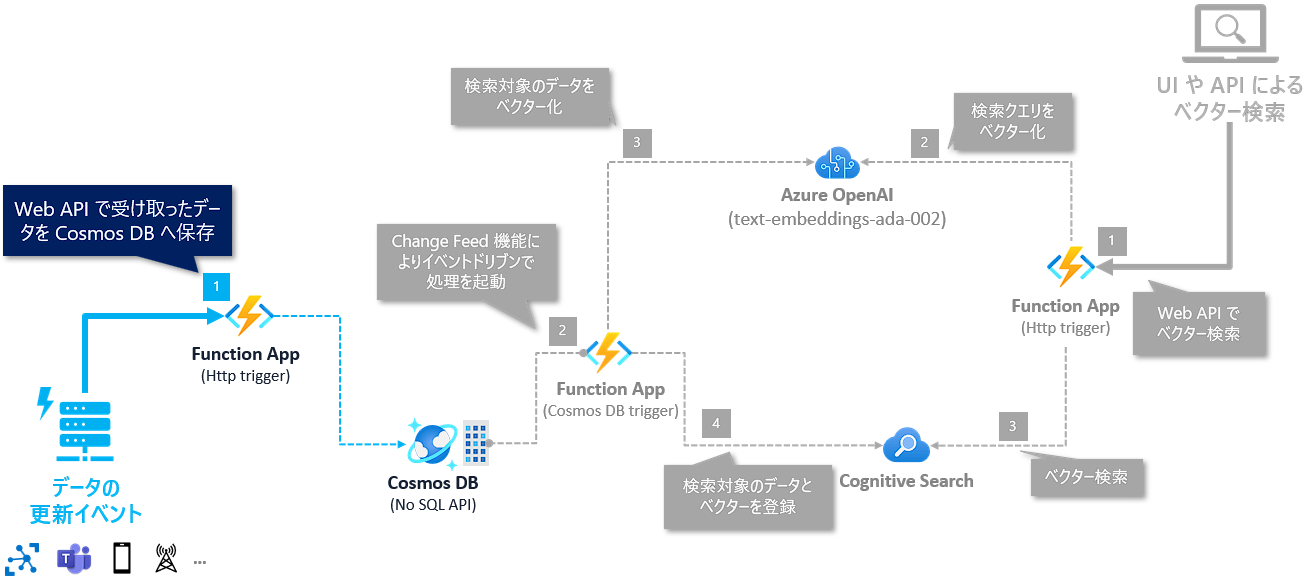 UI や API による
ベクター検索
検索対象のデータを
ベクター化
3
検索クエリを
ベクター化
2
Azure OpenAI
(text-embeddings-ada-002)
Web API で受け取ったデー
タを Cosmos DB へ保存
1
Function App
(Http trigger)
Change Feed 機能に
よりイベントドリブンで
処理を起動
2
Function App
(Cosmos DB trigger)
1
Function App
(Http trigger)
Web API で
ベクター検索
4
検索対象のデータと
ベクターを登録
3
ベクター検索
Cognitive Search
Cosmos DB
(No SQL API)
データの
更新イベント
T
...